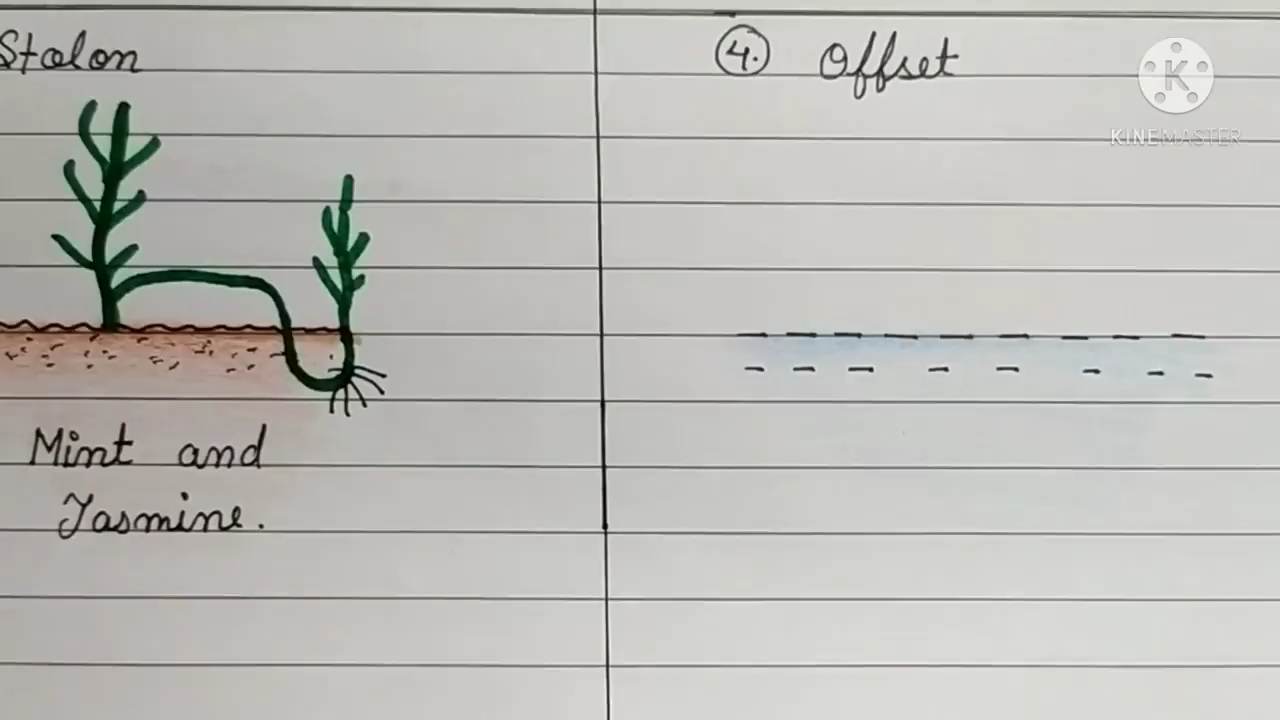 Stolon
4. Offset
K
KINEMASTER
Mint and
Jasmine.